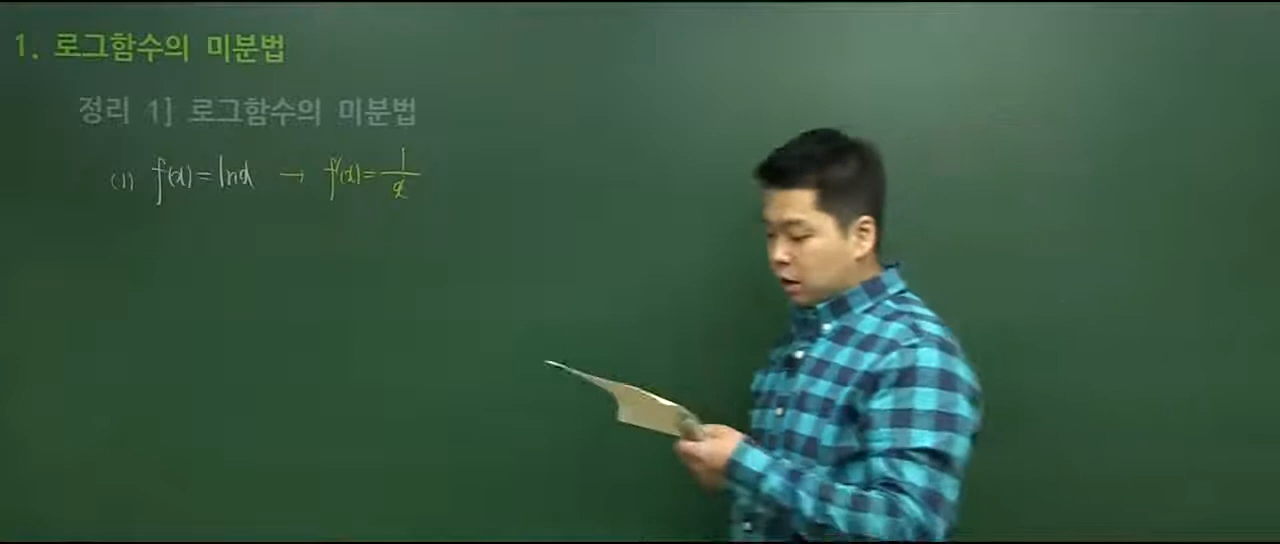 1. 로그함수의 미분법
정리 1] 로그함수의 미분법
(1) f(x) = ln x → f'(x) = 1/x